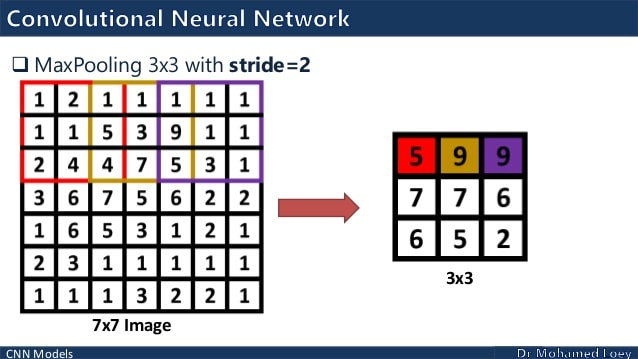 Convolutional Neural Network
❑ MaxPooling 3x3 with stride=2
1 2 1 1 1 1 1
1 1 5 3 9 1 1
2 4 4 7 5 3 1
3 6 7 5 6 2 2
1 6 5 3 1 2 1
2 3 1 1 1 1 1
1 1 1 3 2 2 1
7x7 Image
5 9 9
7 7 6
6 5 2
3x3
CNN Models
Dr Mohamed Loey